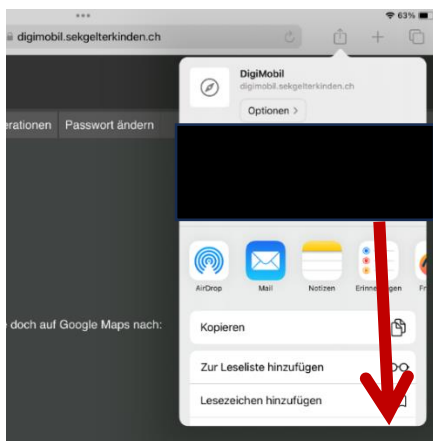 63%
digimobil.sekgelterkinden.ch
DigiMobil
digimobil.sekgelterkinden.ch
Optionen >
erationen Passwort ändern
AirDrop Mail Notizen Erinnerungen Fr
doch auf Google Maps nach:
Kopieren
Zur Leseliste hinzufügen
Lesezeichen hinzufügen